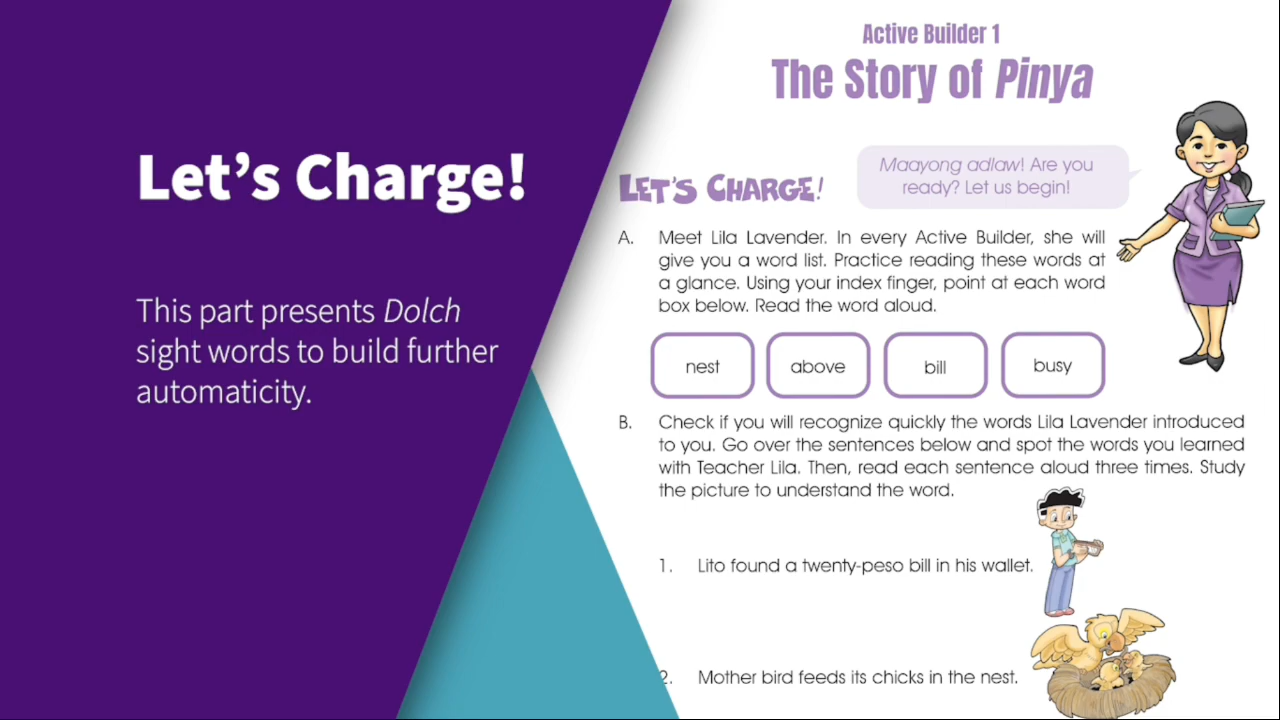 Let's Charge!
This part presents Dolch
sight words to build further
automaticity.
Active Builder 1
The Story of Pinya
Maayong adlaw! Are you
ready? Let us begin!
LET'S CHARGE!
A. Meet Lila Lavender. In every Active Builder, she will
give you a word list. Practice reading these words at
a glance. Using your index finger, point at each word
box below. Read the word aloud.
nest above bill busy
B. Check if you will recognize quickly the words Lila Lavender introduced
to you. Go over the sentences below and spot the words you learned
with Teacher Lila. Then, read each sentence aloud three times. Study
the picture to understand the word.
1. Lito found a twenty-peso bill in his wallet.
2. Mother bird feeds its chicks in the nest.